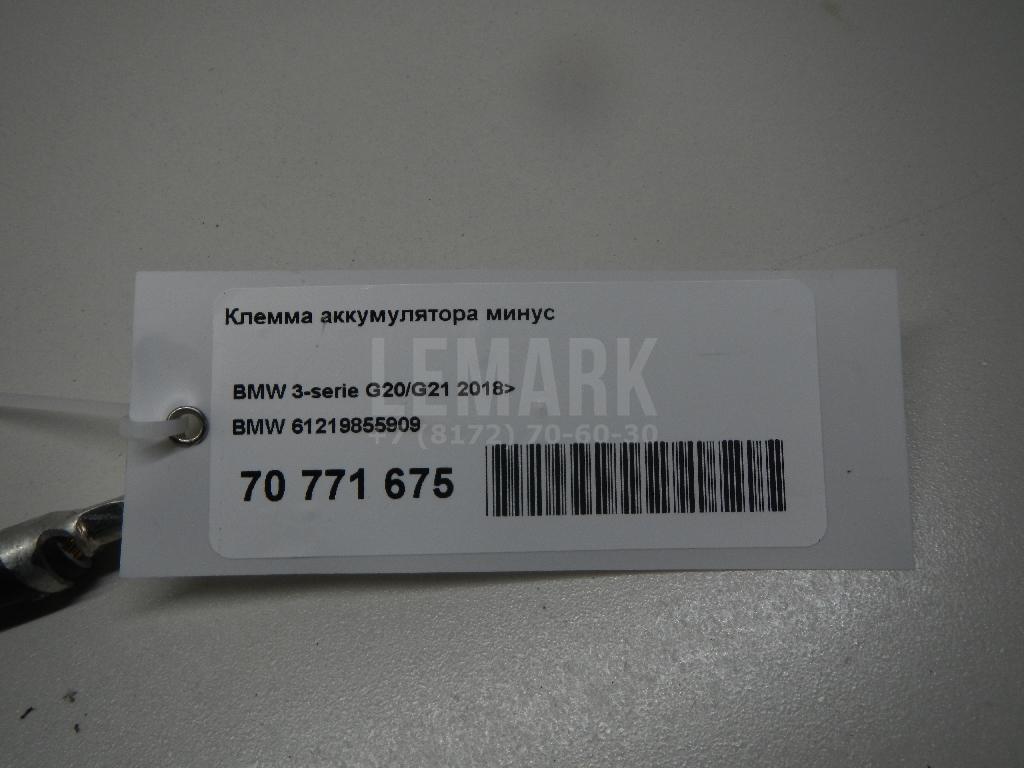 Клемма аккумулятора минус
LEMARK
BMW 3-serie G20/G21 2018>
BMW 61219855909
+7 (8172) 70-60-30
70 771 675